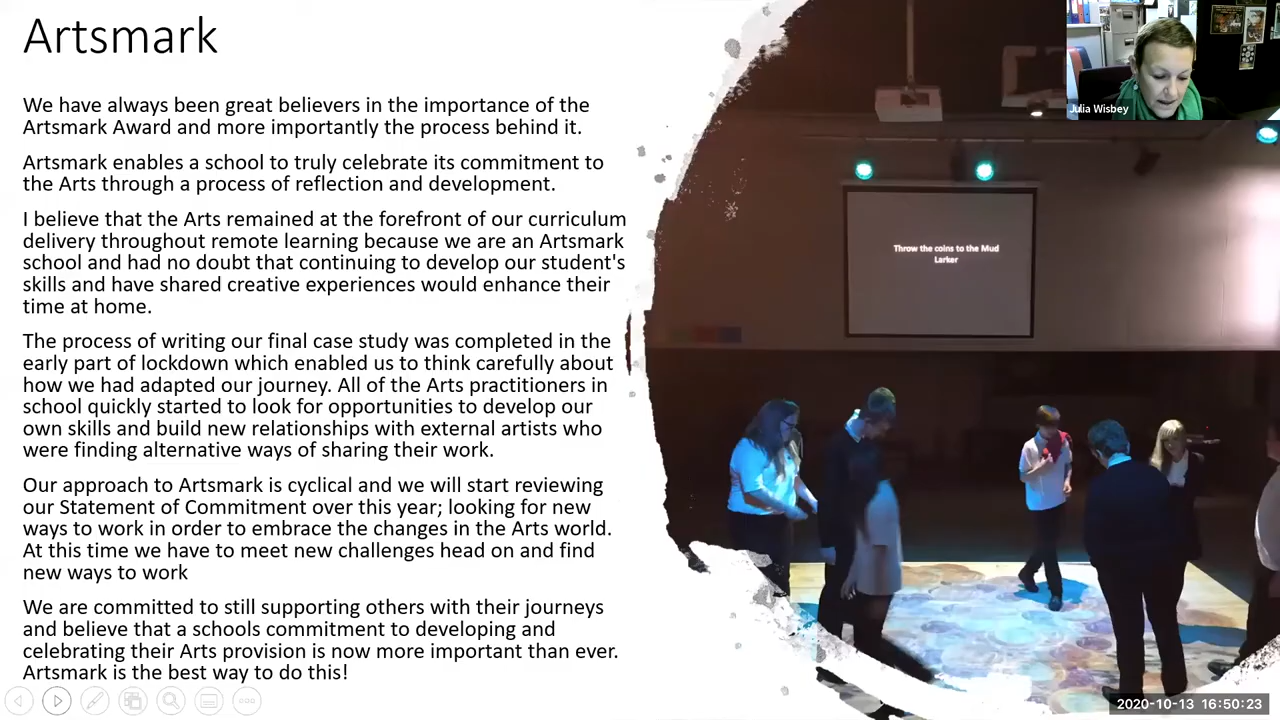 Artsmark
We have always been great believers in the importance of the
Artsmark Award and more importantly the process behind it.
Artsmark enables a school to truly celebrate its commitment to
the Arts through a process of reflection and development.
I believe that the Arts remained at the forefront of our curriculum
delivery throughout remote learning because we are an Artsmark
school and had no doubt that continuing to develop our student's
skills and have shared creative experiences would enhance their
time at home.
The process of writing our final case study was completed in the
early part of lockdown which enabled us to think carefully about
how we had adapted our journey. All of the Arts practitioners in
school quickly started to look for opportunities to develop our
own skills and build new relationships with external artists who
were finding alternative ways of sharing their work.
Our approach to Artsmark is cyclical and we will start reviewing
our Statement of Commitment over this year; looking for new
ways to work in order to embrace the changes in the Arts world.
At this time we have to meet new challenges head on and find
new ways to work
We are committed to still supporting others with their journeys
and believe that a schools commitment to developing and
celebrating their Arts provision is now more important than ever.
Artsmark is the best way to do this!
Throw the coins to the Mud
Larker
Julia Wisbey
2020-10-13 16:50:23